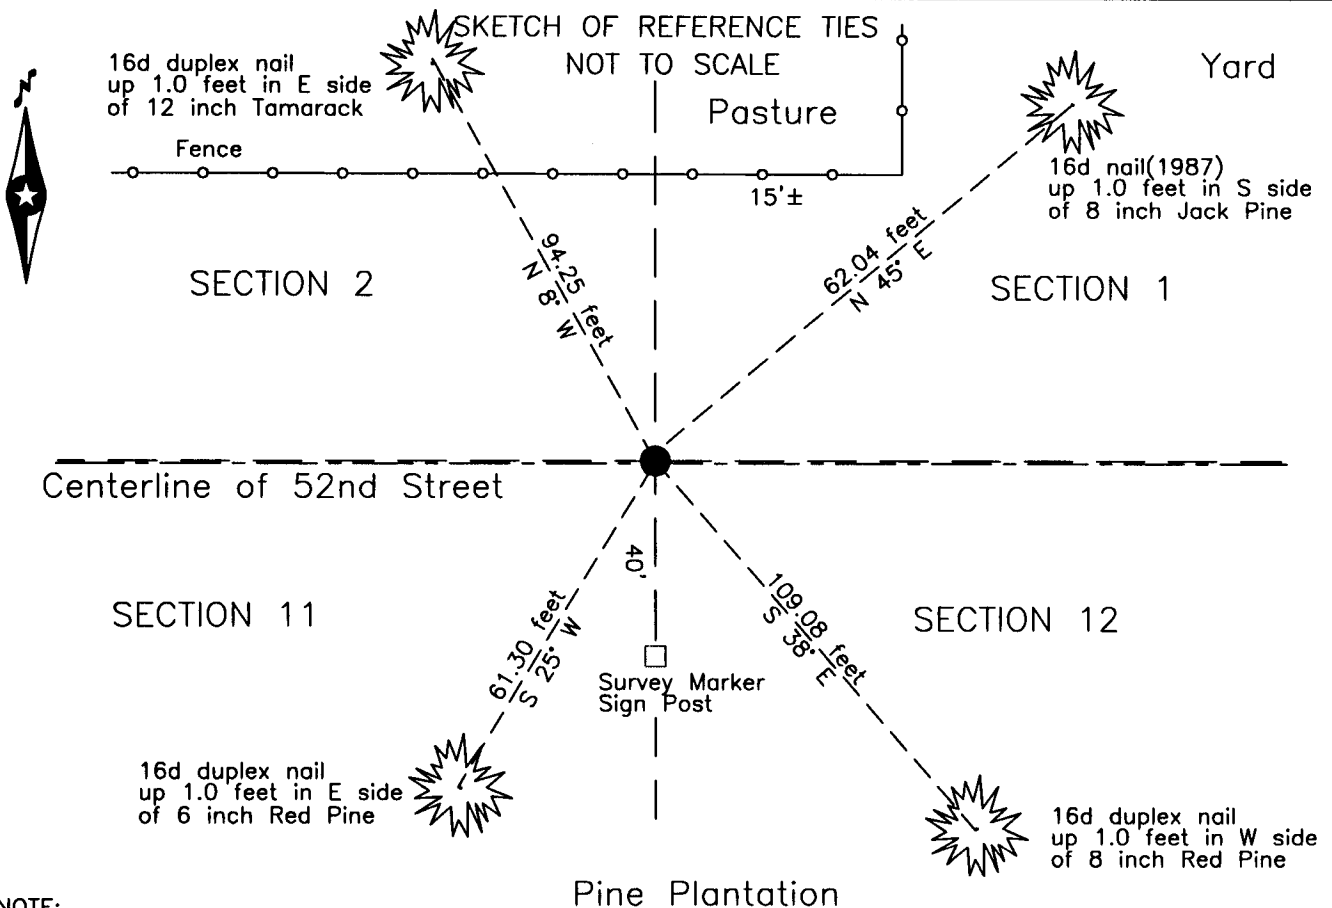 SKETCH OF REFERENCE TIES
NOT TO SCALE
16d duplex nail
up 1.0 feet in E side
of 12 inch Tamarack
Yard
Pasture
N
Fence
15'±
16d nail(1987)
up 1.0 feet in S side
of 8 inch Jack Pine
94.25 feet
N 8° W
62.04 feet
N 45° E
SECTION 2
SECTION 1
Centerline of 52nd Street
40'
61.30 feet
S 25° W
109.08 feet
S 38° E
SECTION 11
SECTION 12
Survey Marker
Sign Post
16d duplex nail
up 1.0 feet in E side
of 6 inch Red Pine
16d duplex nail
up 1.0 feet in W side
of 8 inch Red Pine
Pine Plantation
NOTE: